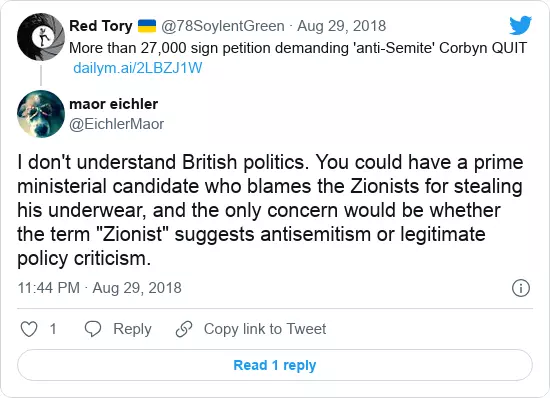 Red Tory 🇺🇦 @78SoylentGreen · Aug 29, 2018
More than 27,000 sign petition demanding 'anti-Semite' Corbyn QUIT
dailym.ai/2LBZJ1W
maor eichler
@EichlerMaor
I don't understand British politics. You could have a prime
ministerial candidate who blames the Zionists for stealing
his underwear, and the only concern would be whether
the term "Zionist" suggests antisemitism or legitimate
policy criticism.
11:44 PM · Aug 29, 2018
1 Reply Copy link to Tweet
Read 1 reply